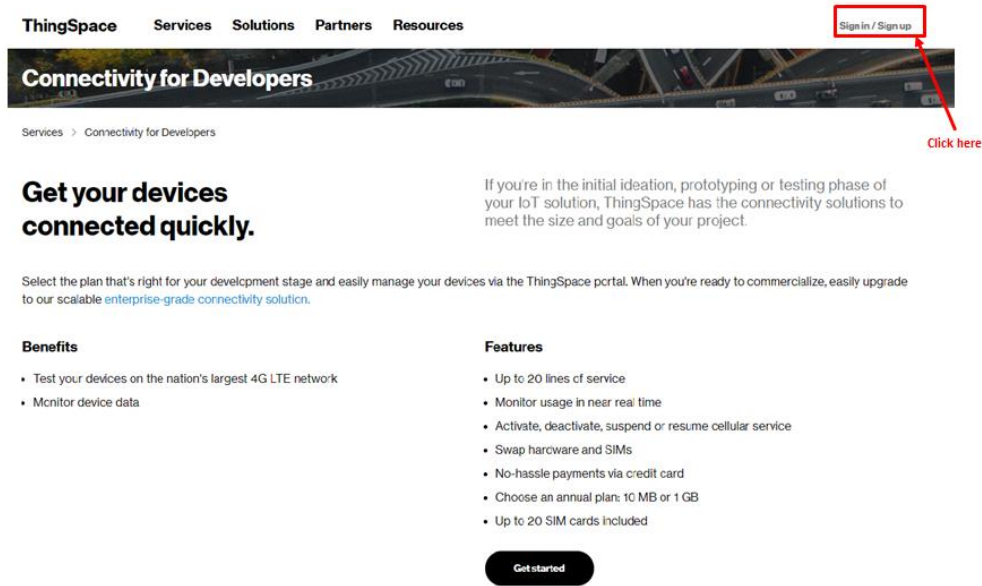 ThingSpace Services Solutions Partners Resources Sign in / Sign up
Connectivity for Developers
Services > Connectivity for Developers
Click here
Get your devices
connected quickly.
If you're in the initial ideation, prototyping or testing phase of
your IoT solution, ThingSpace has the connectivity solutions to
meet the size and goals of your project.
Select the plan that's right for your development stage and easily manage your devices via the ThingSpace portal. When you're ready to commercialize, easily upgrade
to our scalable enterprise-grade connectivity solution.
Benefits
• Test your devices on the nation's largest 4G LTE network
• Monitor device data
Features
• Up to 20 lines of service
• Monitor usage in near real time
• Activate, deactivate, suspend or resume cellular service
• Swap hardware and SIMs
• No-hassle payments via credit card
• Choose an annual plan: 10 MB or 1 GB
• Up to 20 SIM cards included
Get started